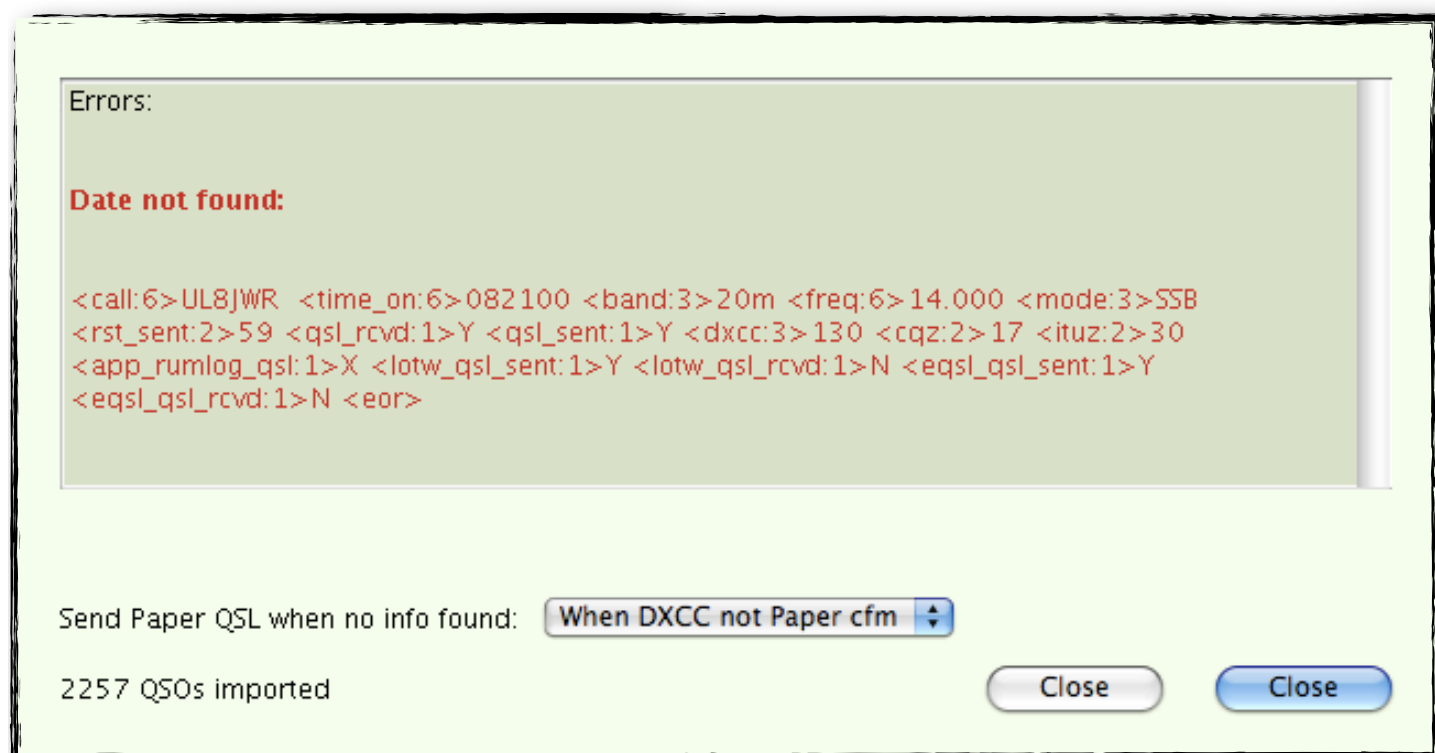 Errors:
Date not found:
<call:6>UL8JWR  <time_on:6>082100 <band:3>20m <freq:6>14.000 <mode:3>SSB
<rst_sent:2>59 <qsl_rcvd:1>Y <qsl_sent:1>Y <dxcc:3>130 <cqz:2>17 <ituz:2>30
<app_rumlog_qsl:1>X <lotw_qsl_sent:1>Y <lotw_qsl_rcvd:1>N <eqsl_qsl_sent:1>Y
<eqsl_qsl_rcvd:1>N <eor>
Send Paper QSL when no info found: When DXCC not Paper cfm
2257 QSOs imported Close Close